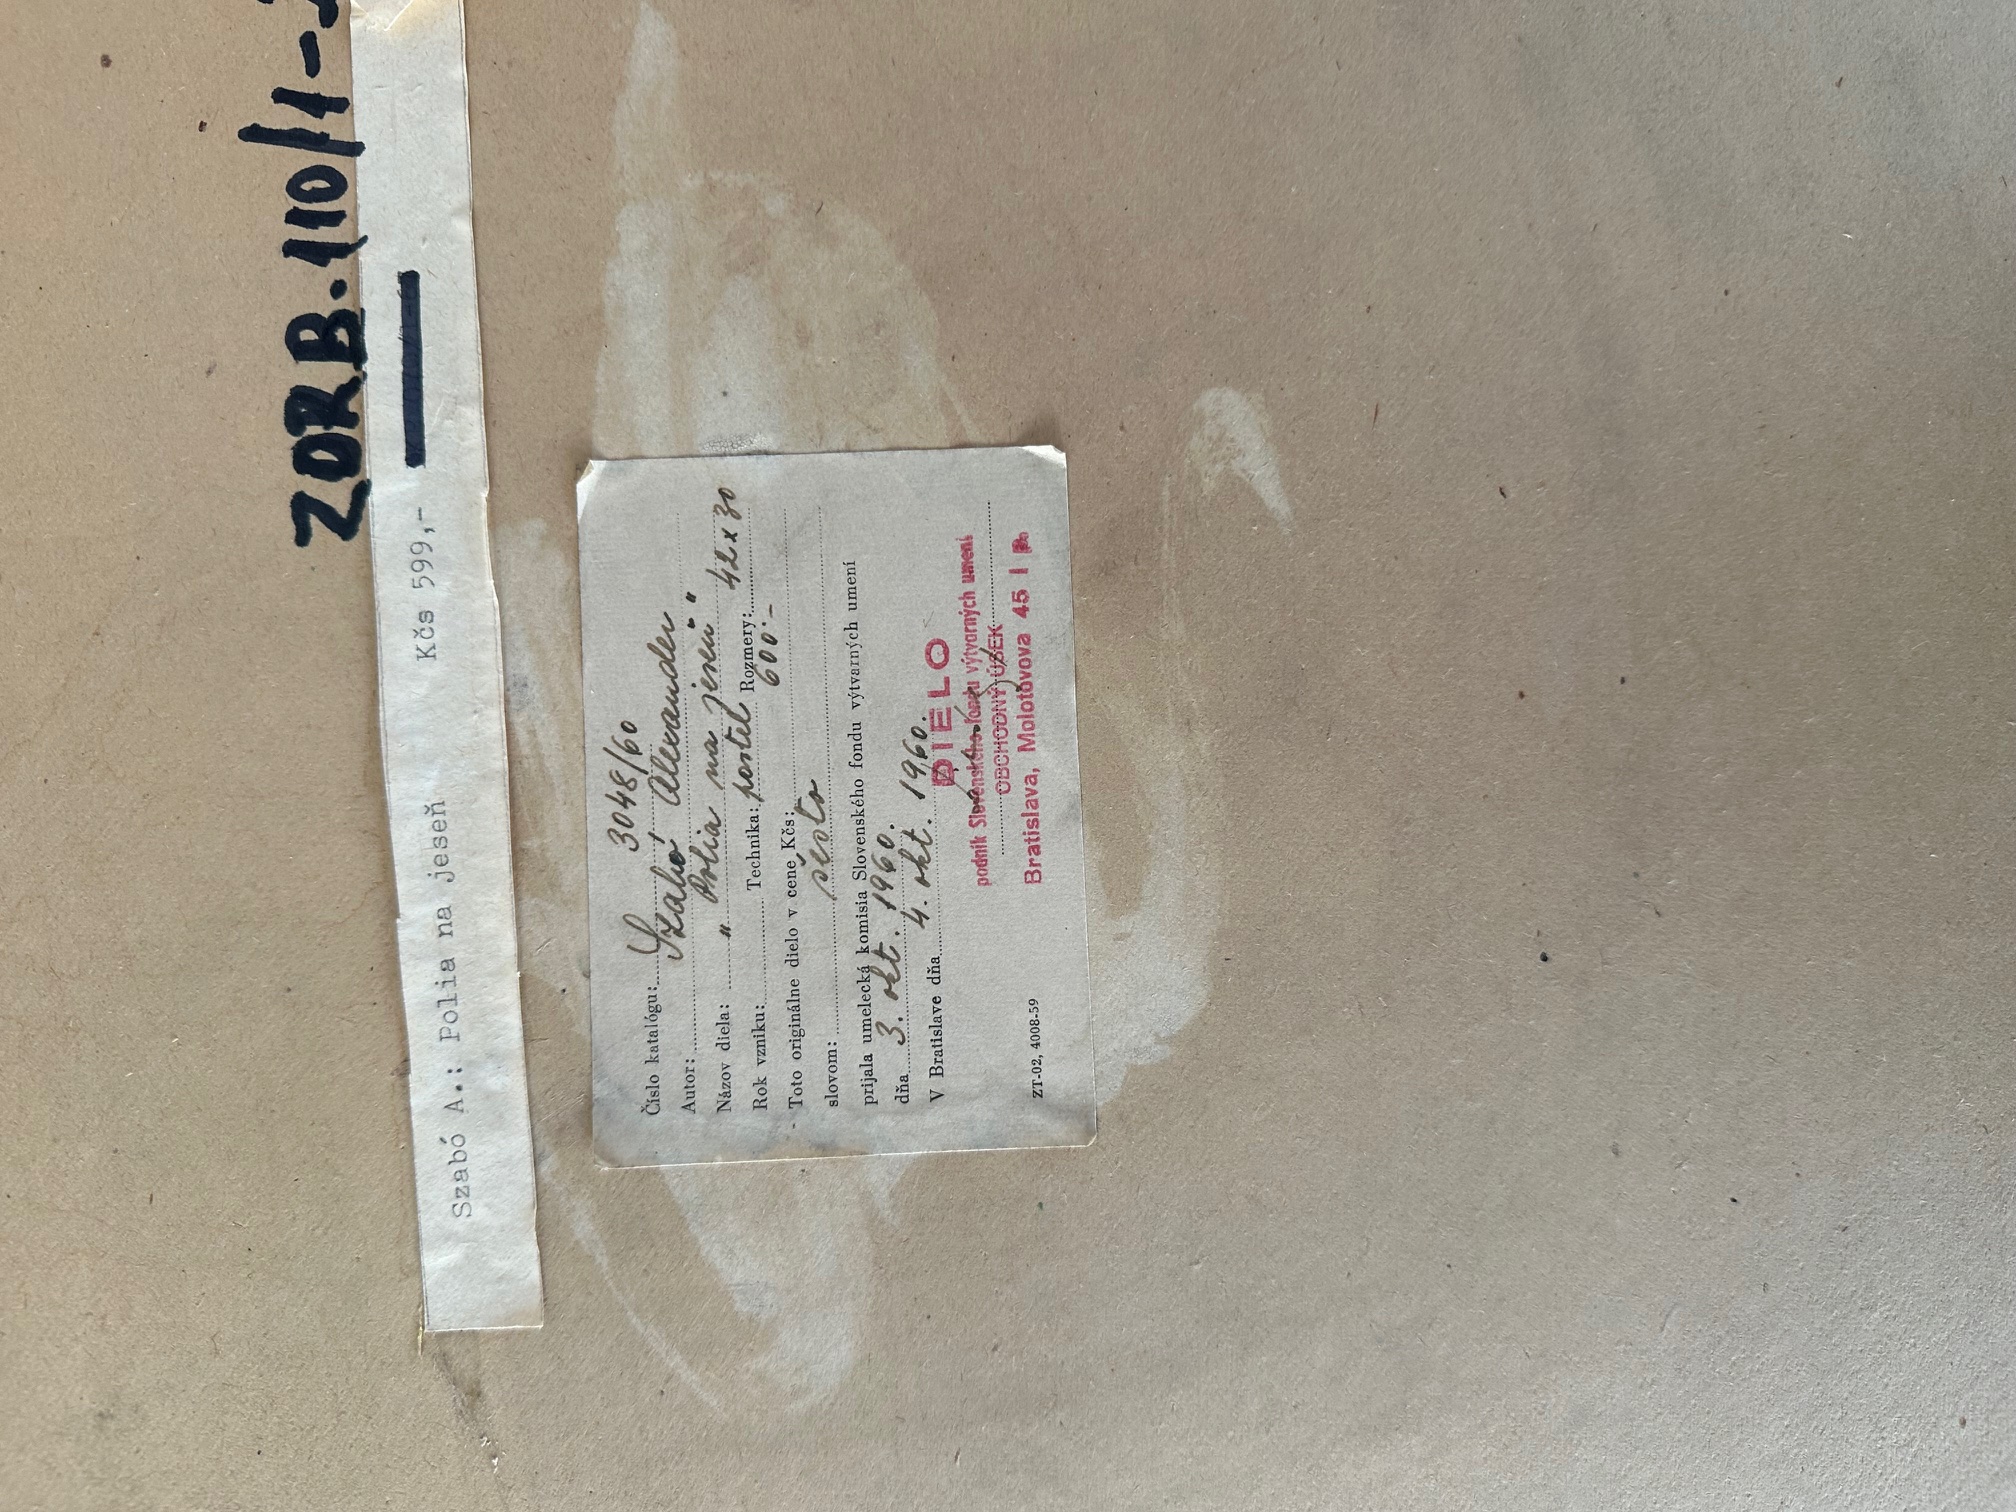 ZORB.110/1-
Szabó A.: Polia na jeseň Kčs 599,-
Číslo katalógu: 3048/60
Autor: Szabó Alexander
Názov diela: " Polia na jeseň "
Rok vzniku: Technika: pastel Rozmery: 42 x 30
- Toto originálne dielo v cene Kčs: 600.-
slovom: šesto
prijala umelecká komisia Slovenského fondu výtvarných umení
dňa 3. okt. 1960.
V Bratislave dňa 4. okt. 1960.
DIELO
podnik Slovenského fondu výtvarných umení
OBCHODNÝ ÚSEK
Bratislava, Molotovova 45
ZT-02, 4008-59